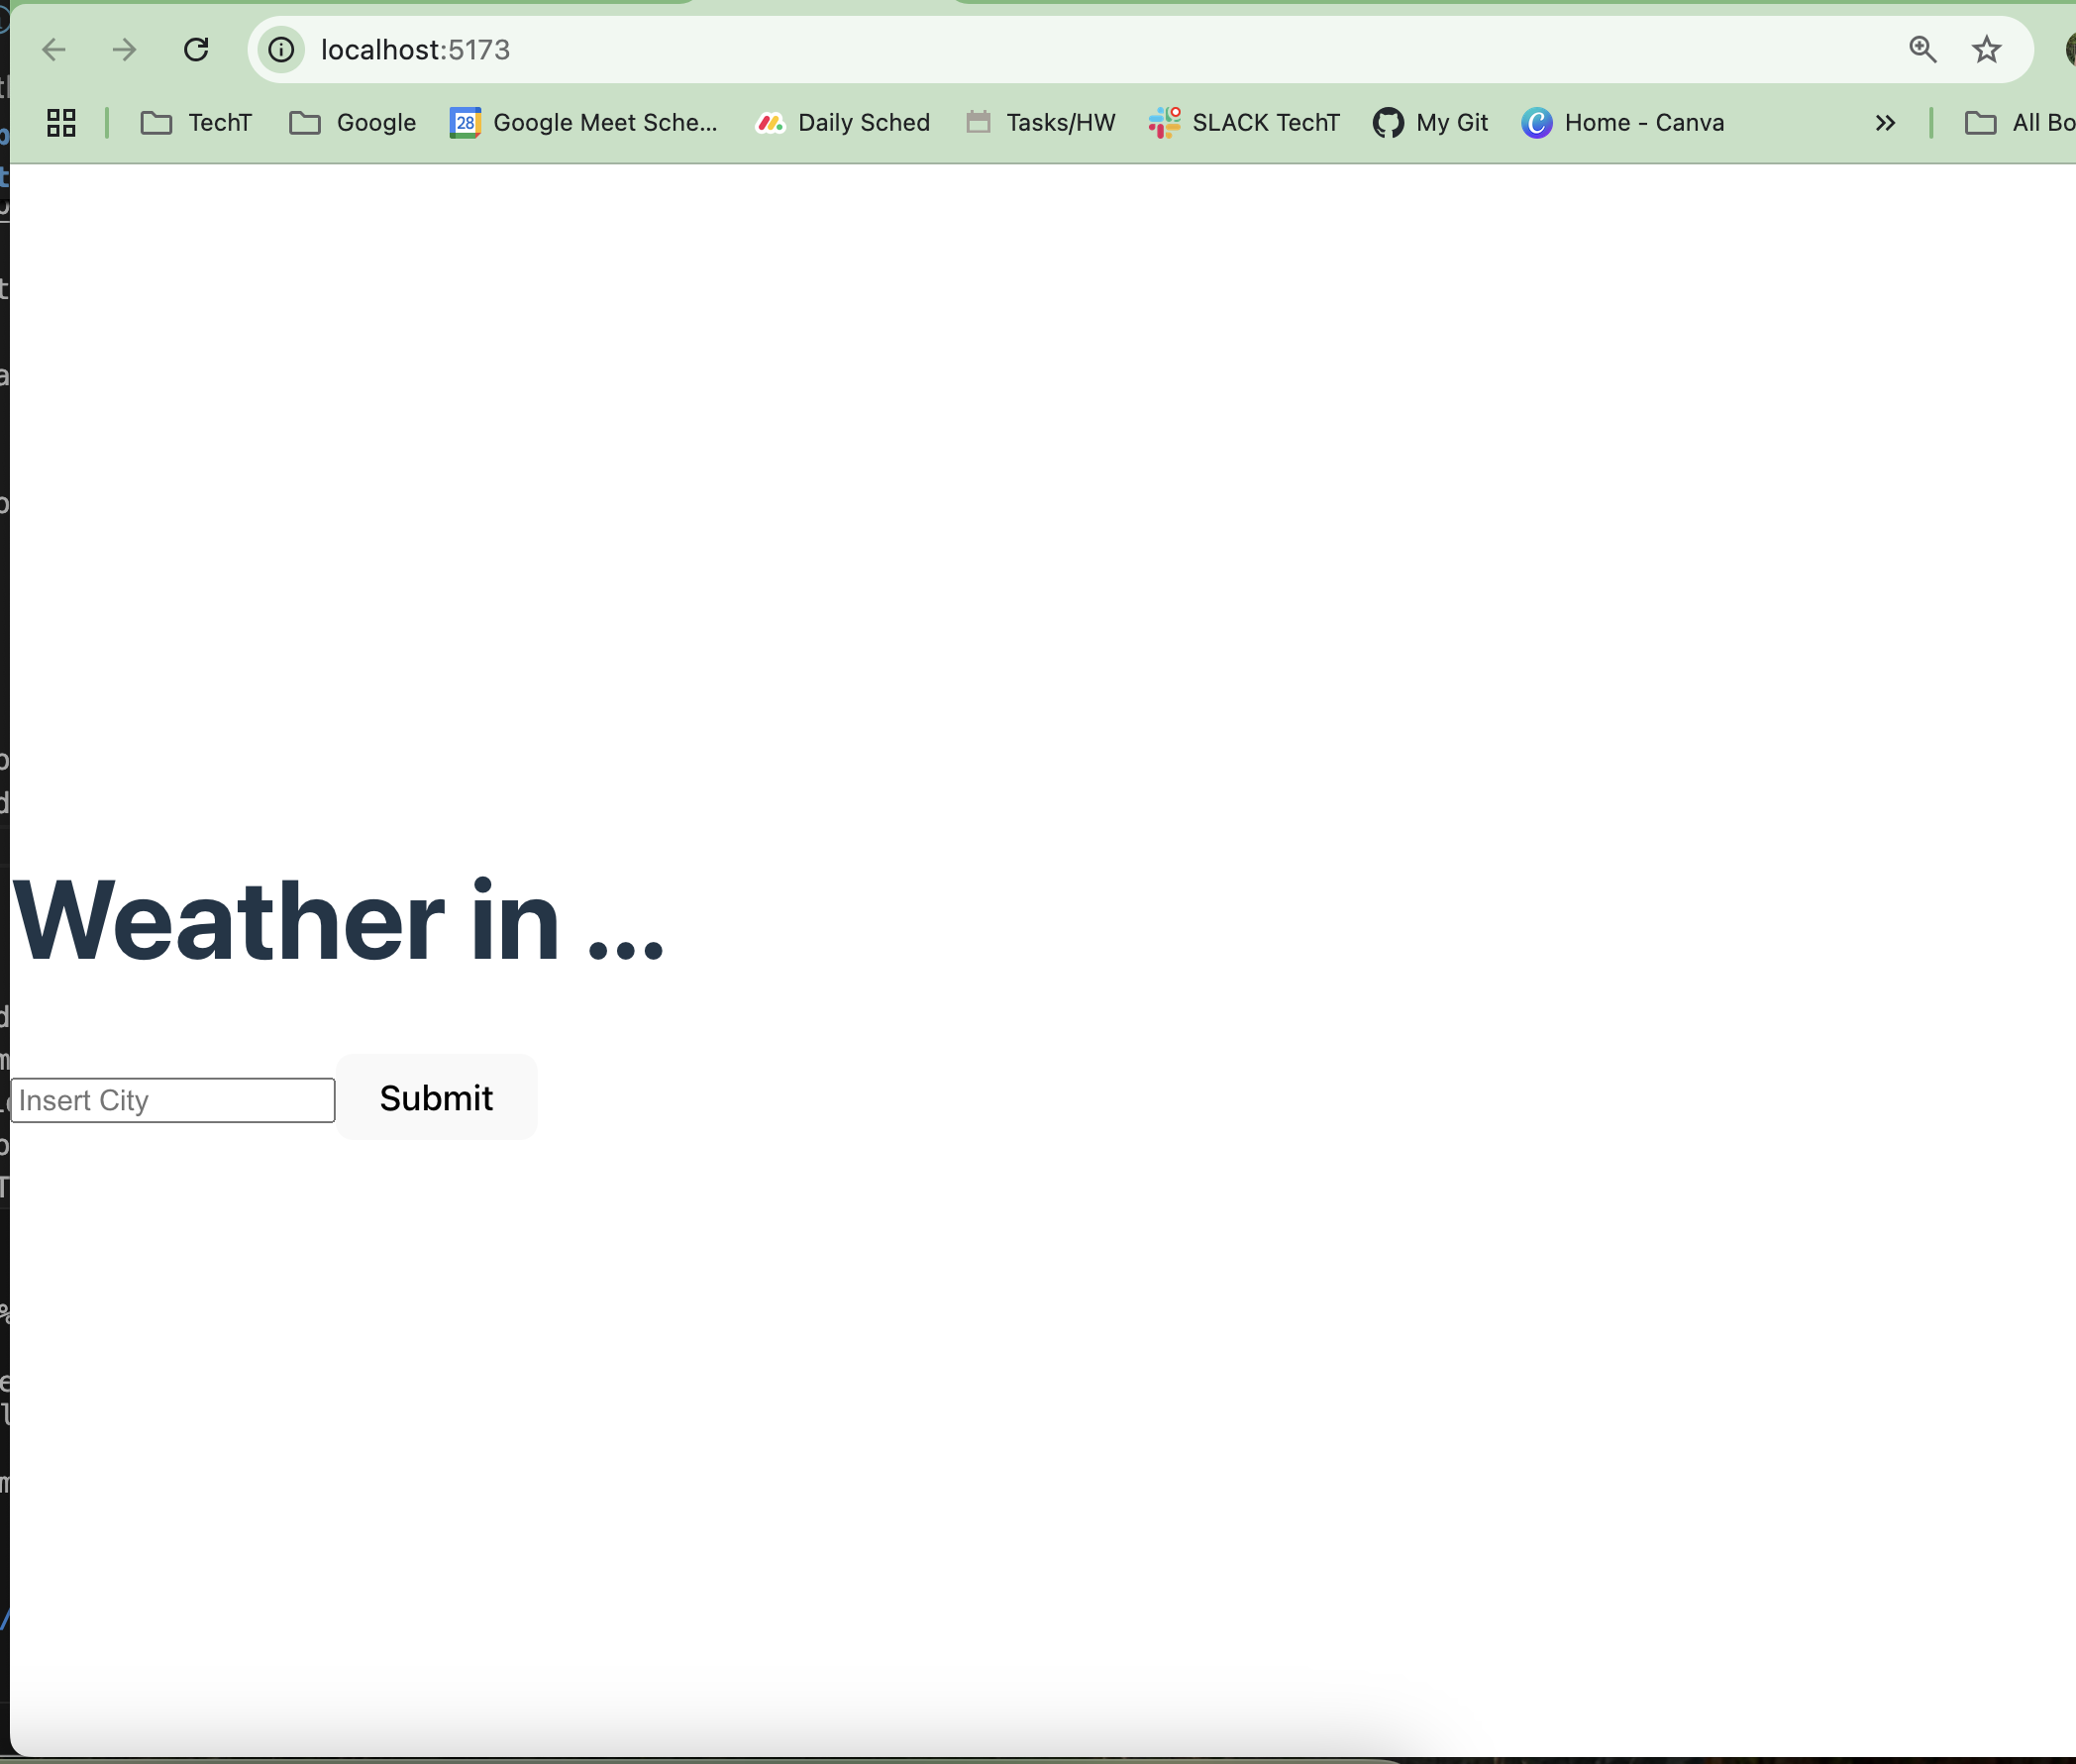 localhost:5173
TechT Google 28 Google Meet Sche... Daily Sched Tasks/HW SLACK TechT C My Git Home - Canva All Bo
Weather in ...
Insert City Submit